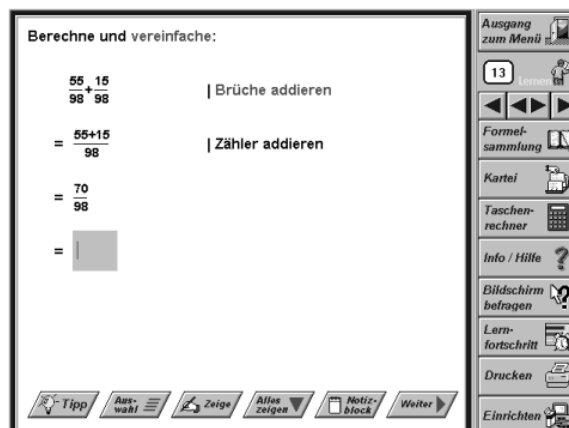 Berechne und vereinfache:
55/98 + 15/98 | Brüche addieren
= 55+15/98 | Zähler addieren
= 70/98
=
Tipp
Aus-
wahl
Zeige
Alles
zeigen
Notiz-
block
Weiter
Ausgang
zum Menü
13 Lernen
Formel-
sammlung
Kartei
Taschen-
rechner
Info / Hilfe
Bildschirm
befragen
Lern-
fortschritt
Drucken
Einrichten